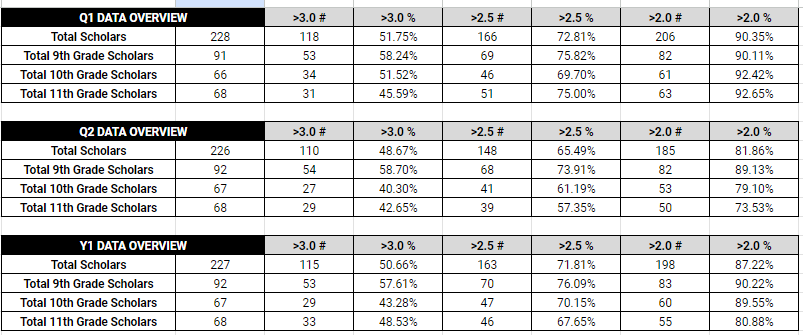 Q1 DATA OVERVIEW >3.0 # >3.0 % >2.5 # >2.5 % >2.0 # >2.0 %
Total Scholars 228 118 51.75% 166 72.81% 206 90.35%
Total 9th Grade Scholars 91 53 58.24% 69 75.82% 82 90.11%
Total 10th Grade Scholars 66 34 51.52% 46 69.70% 61 92.42%
Total 11th Grade Scholars 68 31 45.59% 51 75.00% 63 92.65%
Q2 DATA OVERVIEW >3.0 # >3.0 % >2.5 # >2.5 % >2.0 # >2.0 %
Total Scholars 226 110 48.67% 148 65.49% 185 81.86%
Total 9th Grade Scholars 92 54 58.70% 68 73.91% 82 89.13%
Total 10th Grade Scholars 67 27 40.30% 41 61.19% 53 79.10%
Total 11th Grade Scholars 68 29 42.65% 39 57.35% 50 73.53%
Y1 DATA OVERVIEW >3.0 # >3.0 % >2.5 # >2.5 % >2.0 # >2.0 %
Total Scholars 227 115 50.66% 163 71.81% 198 87.22%
Total 9th Grade Scholars 92 53 57.61% 70 76.09% 83 90.22%
Total 10th Grade Scholars 67 29 43.28% 47 70.15% 60 89.55%
Total 11th Grade Scholars 68 33 48.53% 46 67.65% 55 80.88%